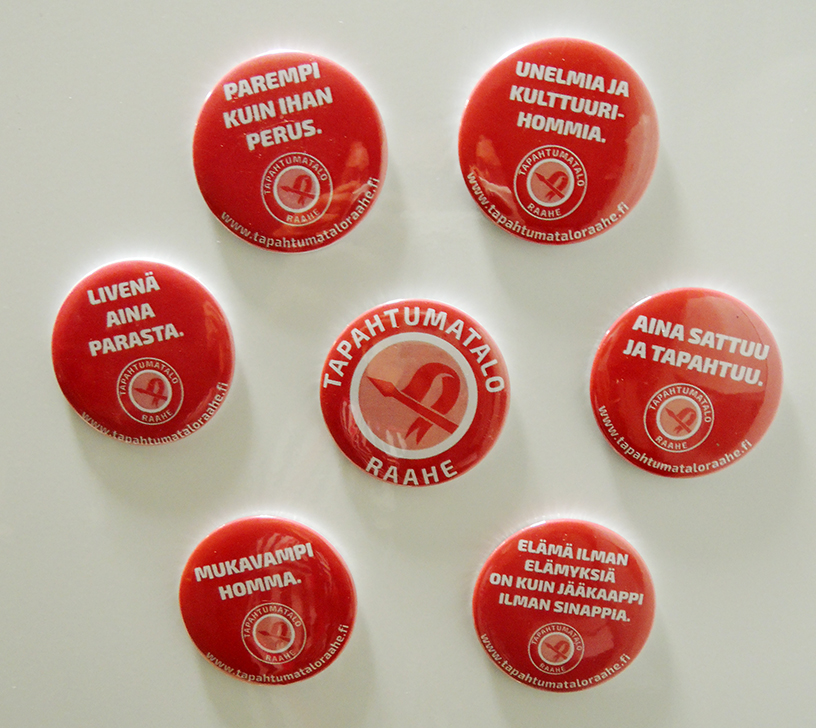 PAREMPI
KUIN IHAN
PERUS.
TAPAHTUMATALO
RAAHE
www.tapahtumataloraahe.fi
UNELMIA JA
KULTTUURI-
HOMMIA.
TAPAHTUMATALO
RAAHE
www.tapahtumataloraahe.fi
LIVENÄ
AINA
PARASTA.
TAPAHTUMATALO
RAAHE
www.tapahtumataloraahe.fi
TAPAHTUMATALO
RAAHE
AINA SATTUU
JA TAPAHTUU.
TAPAHTUMATALO
RAAHE
www.tapahtumataloraahe.fi
MUKAVAMPI
HOMMA.
TAPAHTUMATALO
RAAHE
www.tapahtumataloraahe.fi
ELÄMÄ ILMAN
ELÄMYKSIÄ
ON KUIN JÄÄKAAPPI
ILMAN SINAPPIA.
TAPAHTUMATALO
RAAHE
www.tapahtumataloraahe.fi